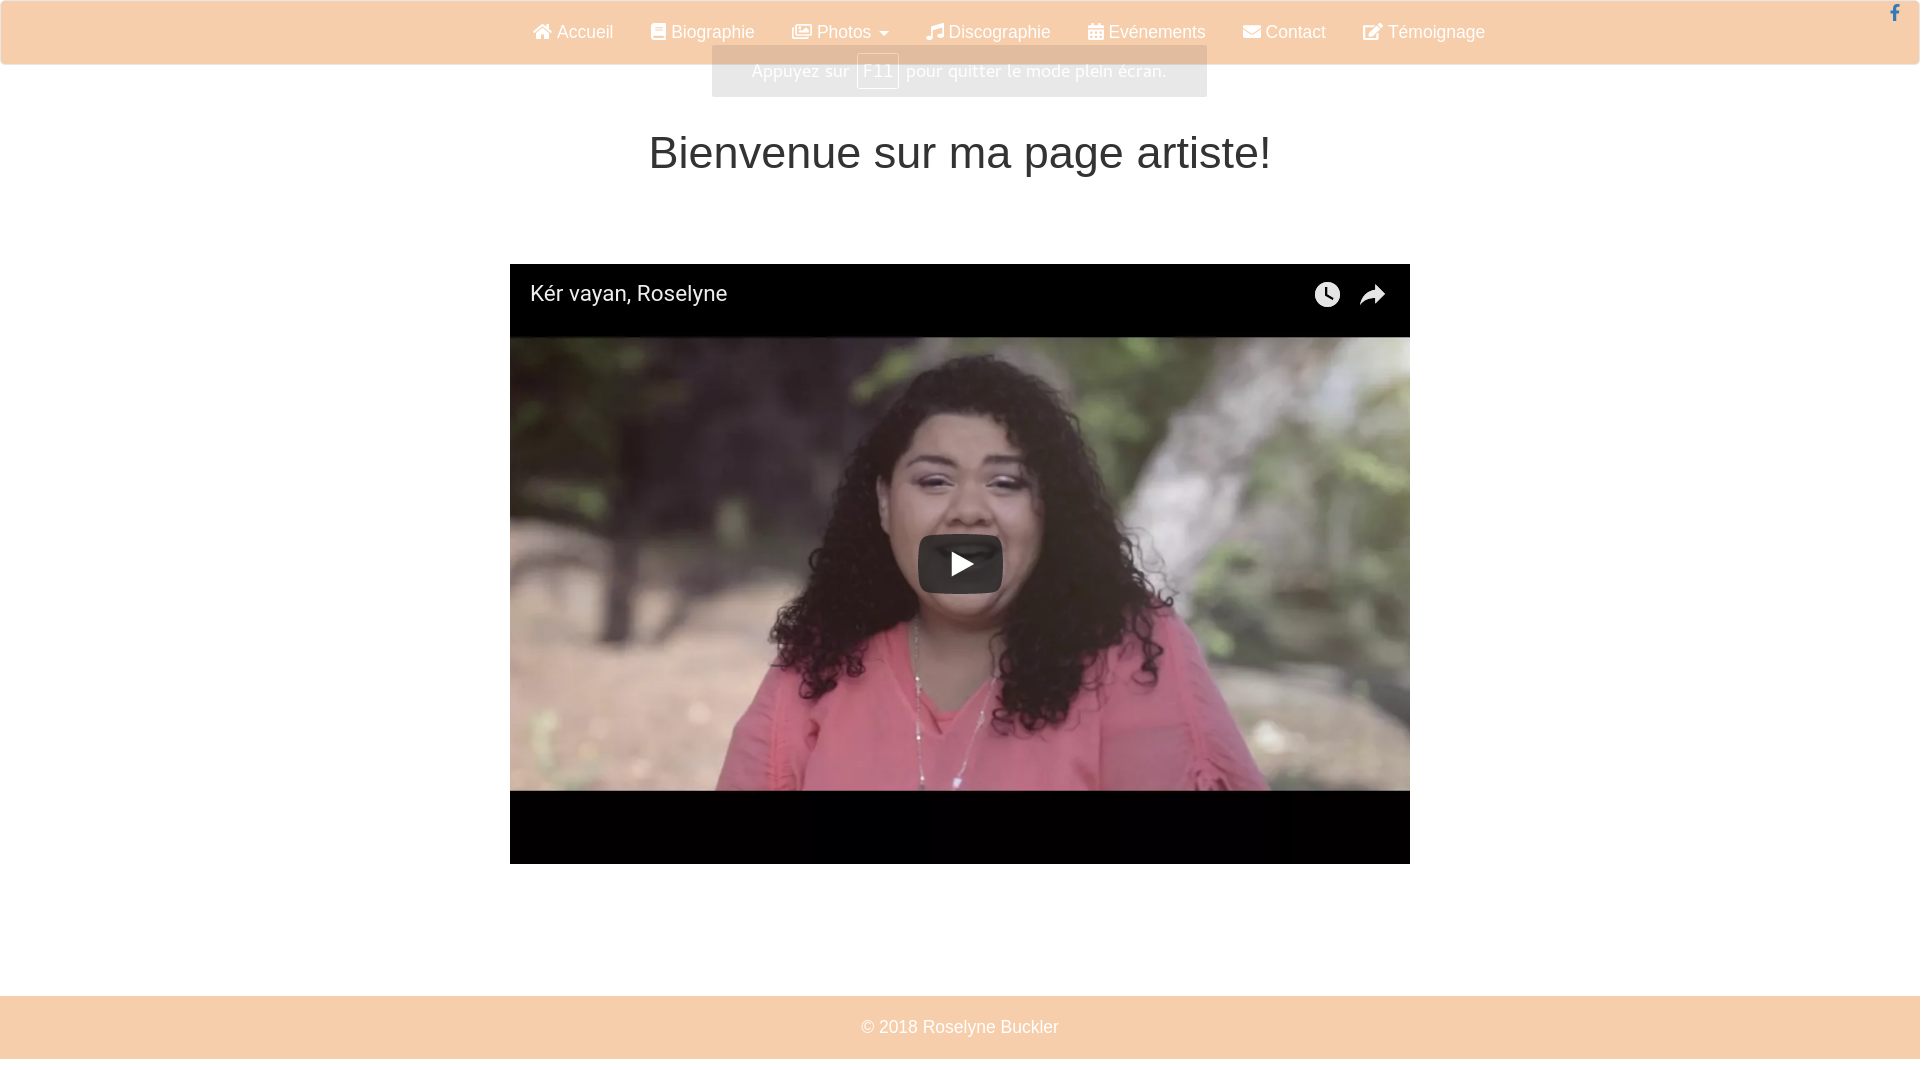 Accueil Biographie Photos Discographie Evénements Contact Témoignage
Appuyez sur F11 pour quitter le mode plein écran.
Bienvenue sur ma page artiste!
Kér vayan, Roselyne
© 2018 Roselyne Buckler